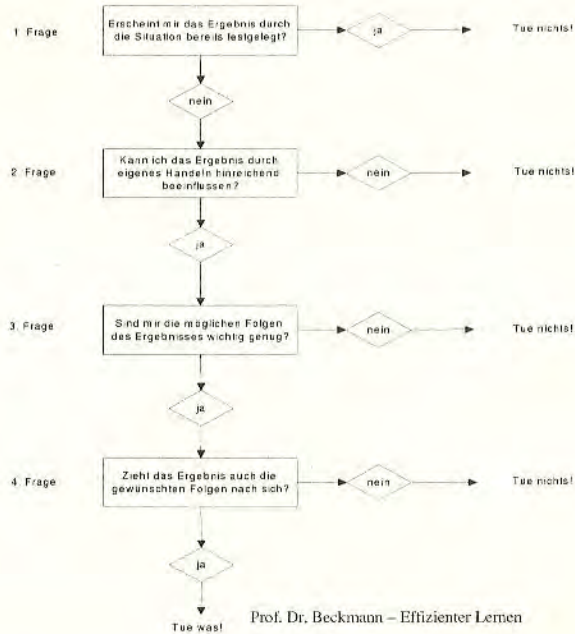 1. Frage
Erscheint mir das Ergebnis durch
die Situation bereits festgelegt?
ja
Tue nichts!
nein
2. Frage
Kann ich das Ergebnis durch
eigenes Handeln hinreichend
beeinflussen?
nein
Tue nichts!
ja
3. Frage
Sind mir die möglichen Folgen
des Ergebnisses wichtig genug?
nein
Tue nichts!
ja
4. Frage
Zieht das Ergebnis auch die
gewünschten Folgen nach sich?
nein
Tue nichts!
ja
Tue was!
Prof. Dr. Beckmann – Effizienter Lernen